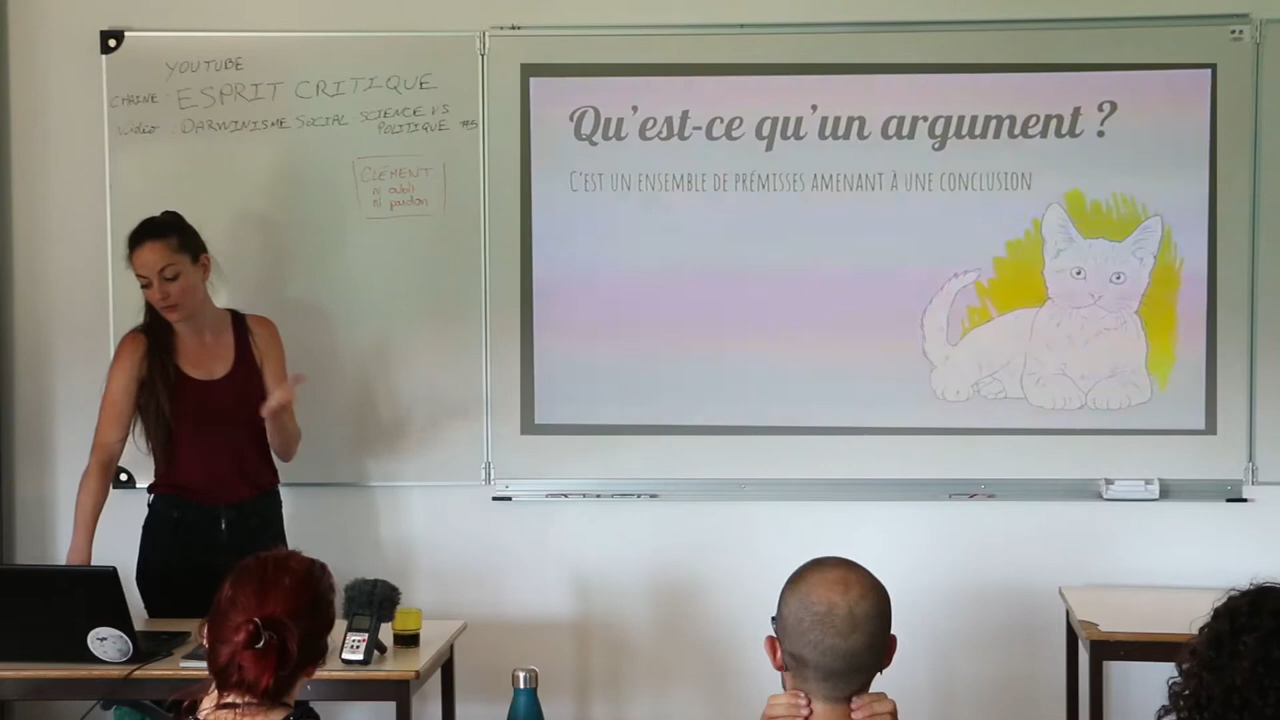 YOUTUBE
CHAINE : ESPRIT CRITIQUE
Vidéo : DARWINISME SOCIAL SCIENCE VS
POLITIQUE #5
CLÉMENT
ni oubli
ni pardon
Qu'est-ce qu'un argument ?
C'EST UN ENSEMBLE DE PRÉMISSES AMENANT À UNE CONCLUSION